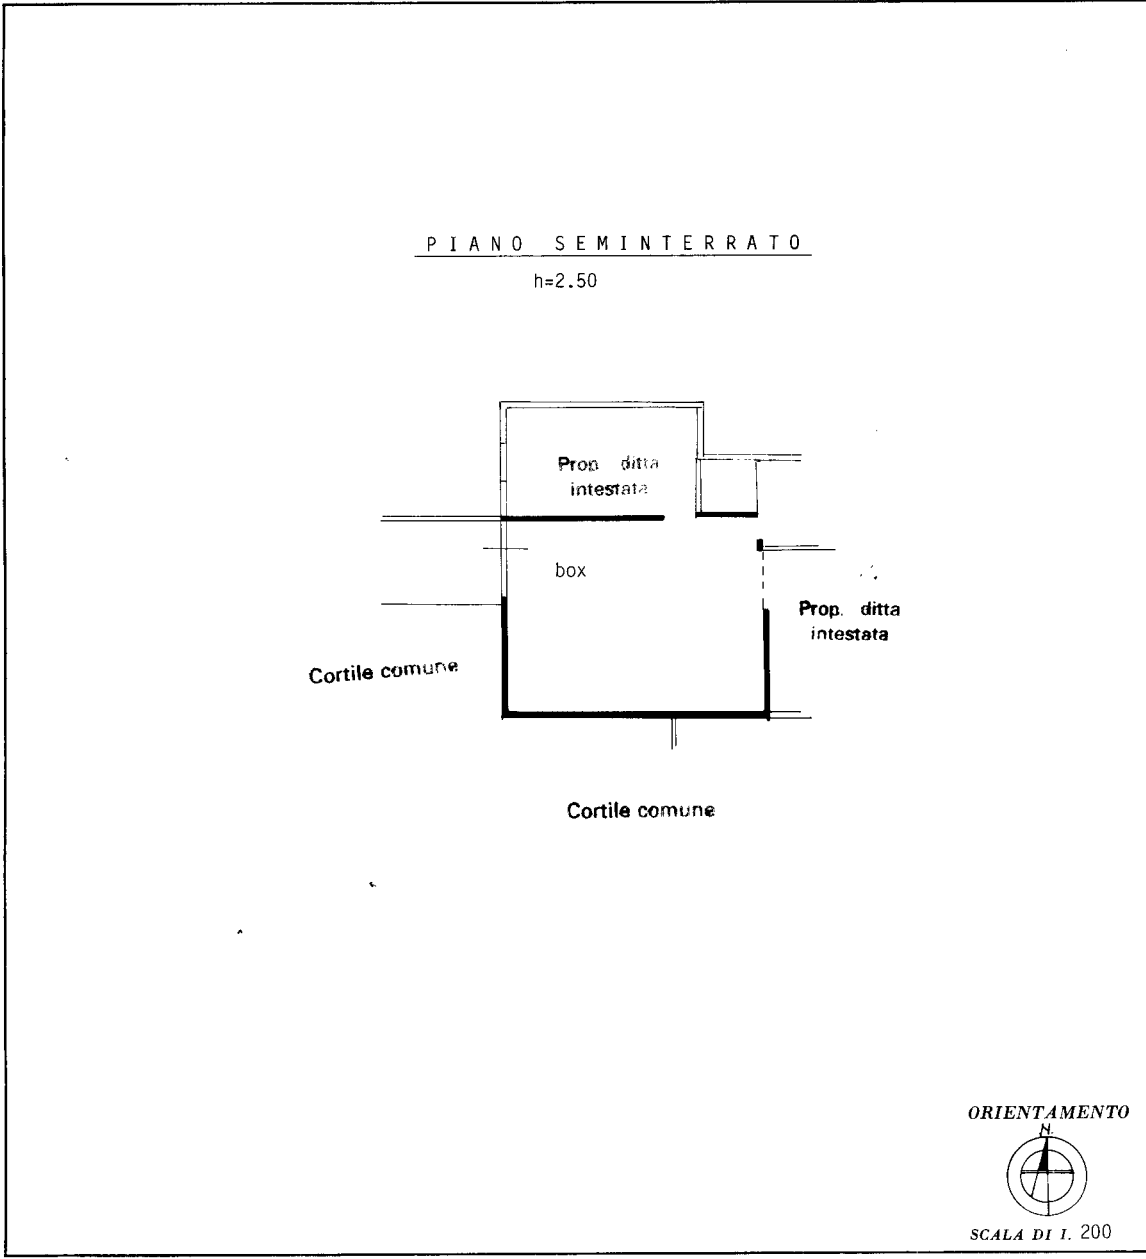 PIANO SEMINTERRATO
h=2.50
Prop ditta
intestata
box
Prop. ditta
intestata
Cortile comune
Cortile comune
ORIENTAMENTO
N.
SCALA DI 1. 200